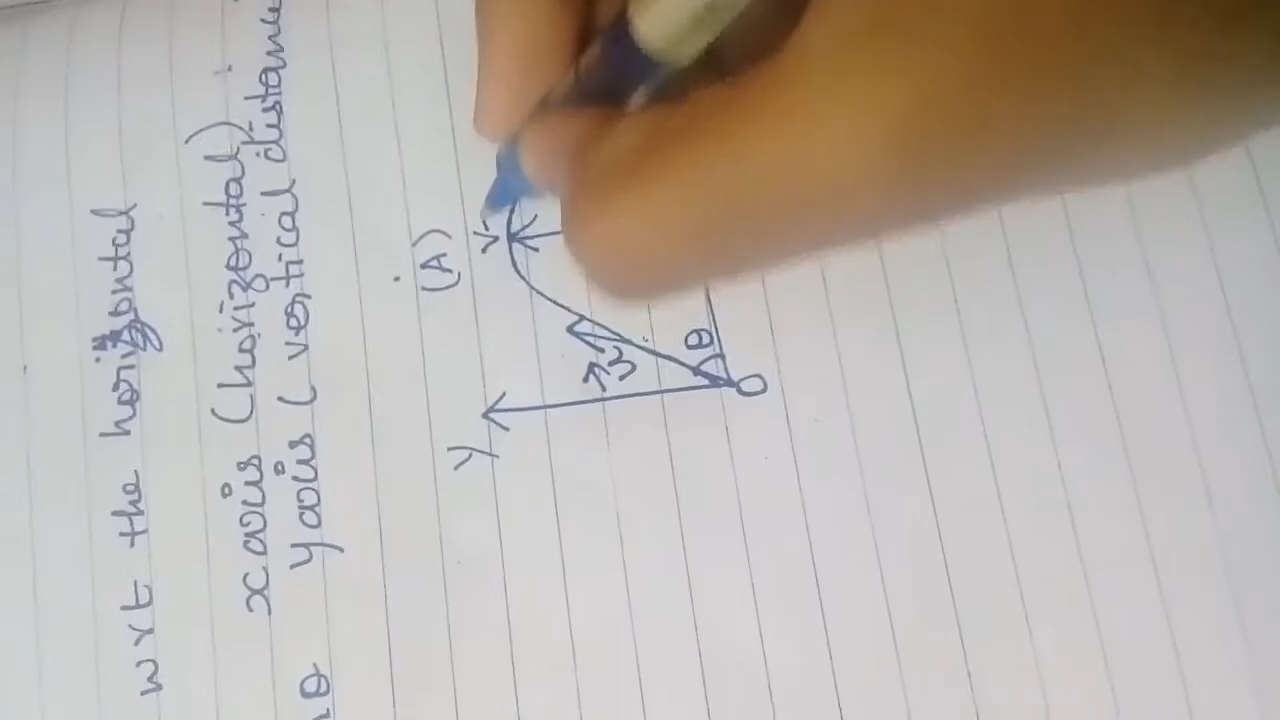 wrt the horizontal
x axis (horizontal)
y axis (vertical distance
θ
(A)
V
Y
u
θ
O